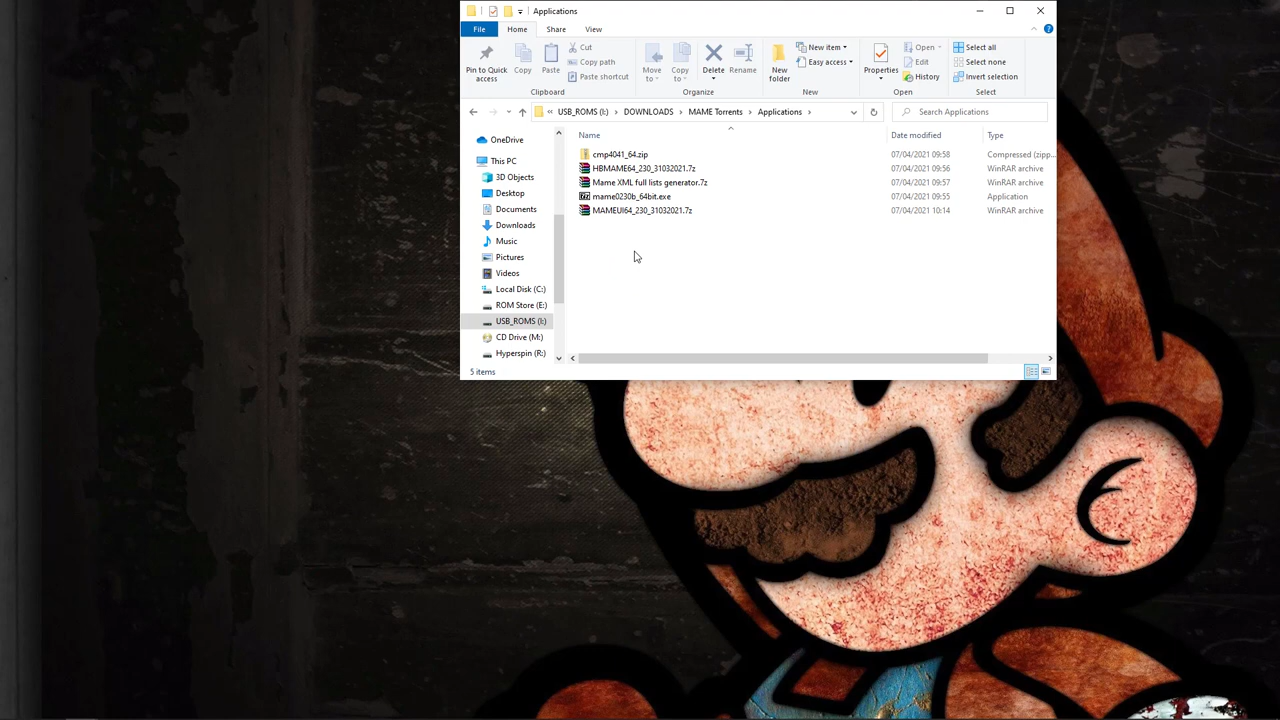 Applications
File Home Share View
Pin to Quick access
Copy
Paste
Cut
Copy path
Paste shortcut
Clipboard
Move to
Copy to
Delete
Rename
Organize
New folder
New item
Easy access
New
Properties
Open
Edit
History
Open
Select all
Select none
Invert selection
Select
« USB_ROMS (I:) > DOWNLOADS > MAME Torrents > Applications >
Search Applications
OneDrive
This PC
3D Objects
Desktop
Documents
Downloads
Music
Pictures
Videos
Local Disk (C:)
ROM Store (E:)
USB_ROMS (I:)
CD Drive (M:)
Hyperspin (R:)
Name Date modified Type
cmp4041_64.zip 07/04/2021 09:58 Compressed (zipp...
HBMAME64_230_31032021.7z 07/04/2021 09:56 WinRAR archive
Mame XML full lists generator.7z 07/04/2021 09:57 WinRAR archive
mame0230b_64bit.exe 07/04/2021 09:55 Application
MAMEUI64_230_31032021.7z 07/04/2021 10:14 WinRAR archive
5 items